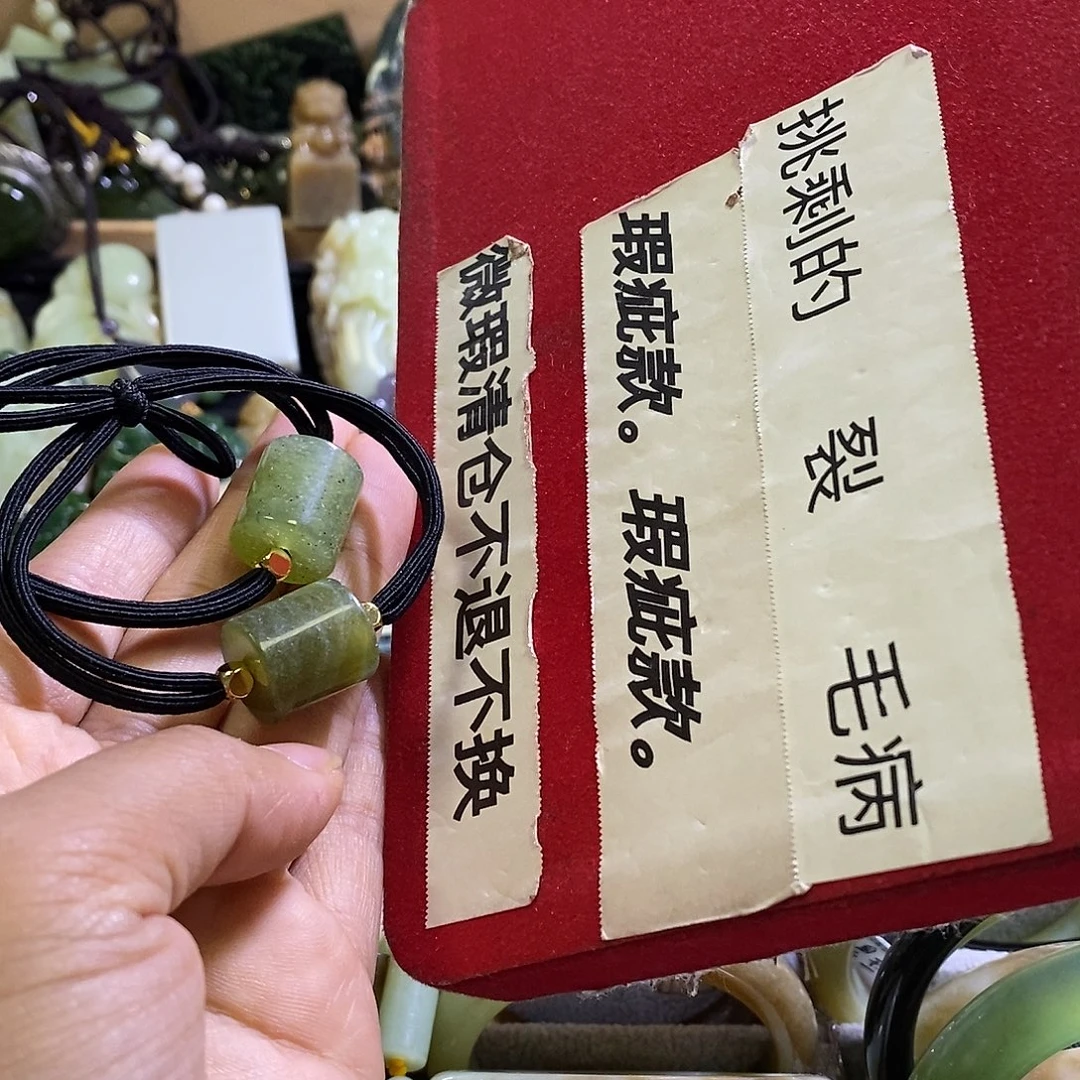 挑剩的 裂 毛病
瑕疵款。瑕疵款。
微瑕清仓不退不换